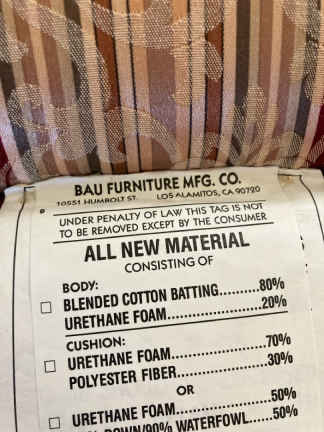 BAU FURNITURE MFG. CO.
10551 HUMBOLT ST. LOS ALAMITOS, CA 90720
UNDER PENALTY OF LAW THIS TAG IS NOT
TO BE REMOVED EXCEPT BY THE CONSUMER
ALL NEW MATERIAL
CONSISTING OF
BODY:
BLENDED COTTON BATTING..........80%
URETHANE FOAM......................20%
CUSHION:
URETHANE FOAM......................70%
POLYESTER FIBER.....................30%
OR
URETHANE FOAM......................50%
DOWN/90% WATERFOWL......50%